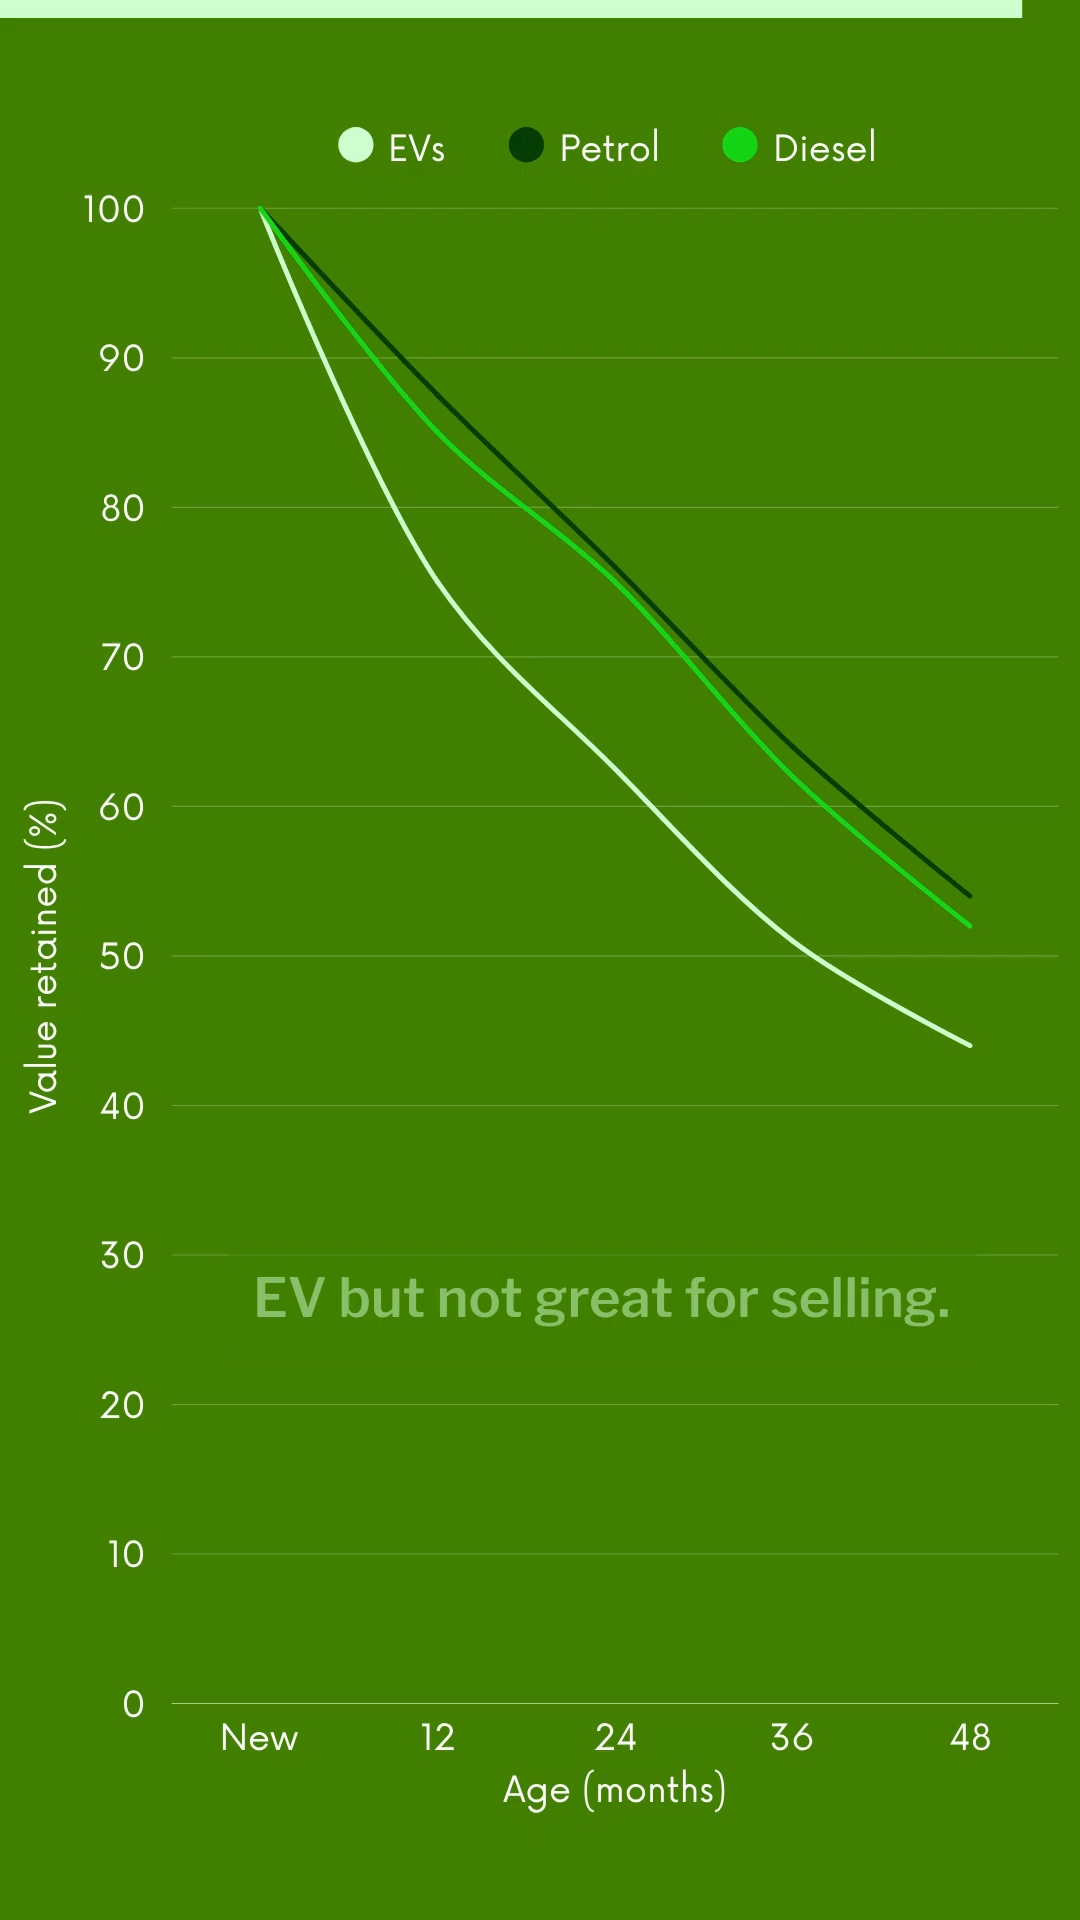 EVs Petrol Diesel
100
90
80
70
60
50
40
30
20
10
0
Value retained (%)
EV but not great for selling.
New 12 24 36 48
Age (months)